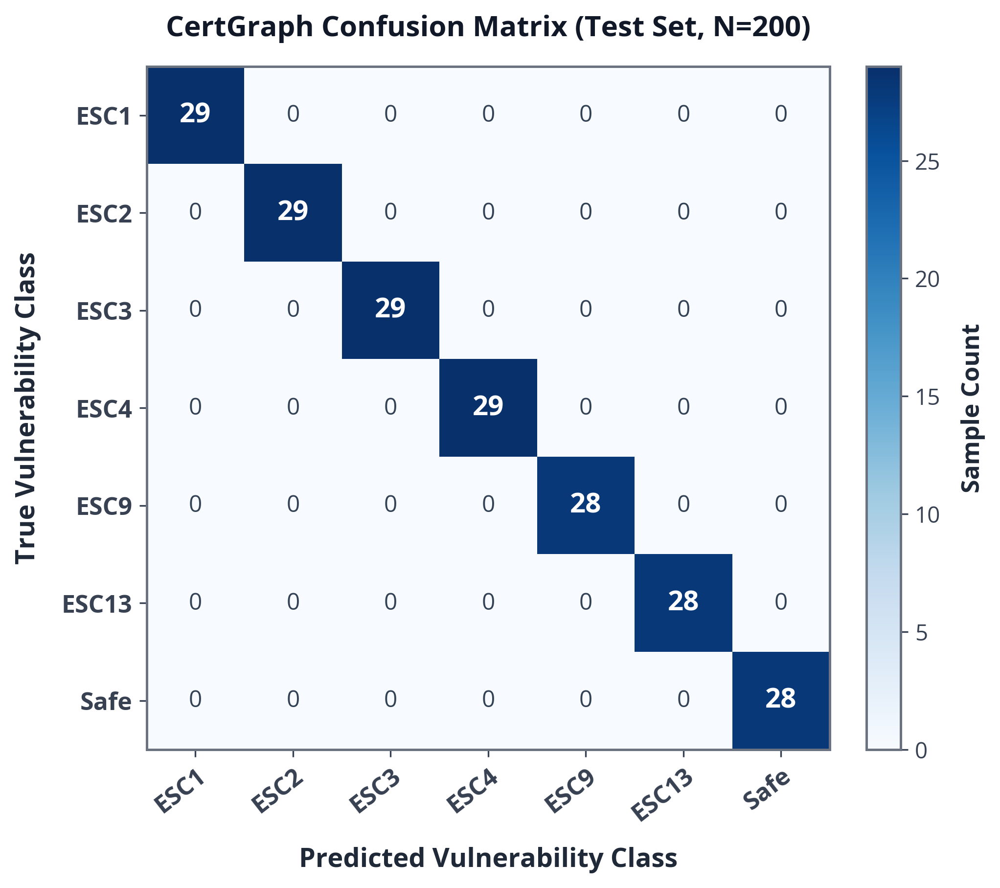 CertGraph Confusion Matrix (Test Set, N=200)
True Vulnerability Class
ESC1 29 0 0 0 0 0 0
ESC2 0 29 0 0 0 0 0
ESC3 0 0 29 0 0 0 0
ESC4 0 0 0 29 0 0 0
ESC9 0 0 0 0 28 0 0
ESC13 0 0 0 0 0 28 0
Safe 0 0 0 0 0 0 28
ESC1 ESC2 ESC3 ESC4 ESC9 ESC13 Safe
Predicted Vulnerability Class
25
20
15
10
5
0
Sample Count